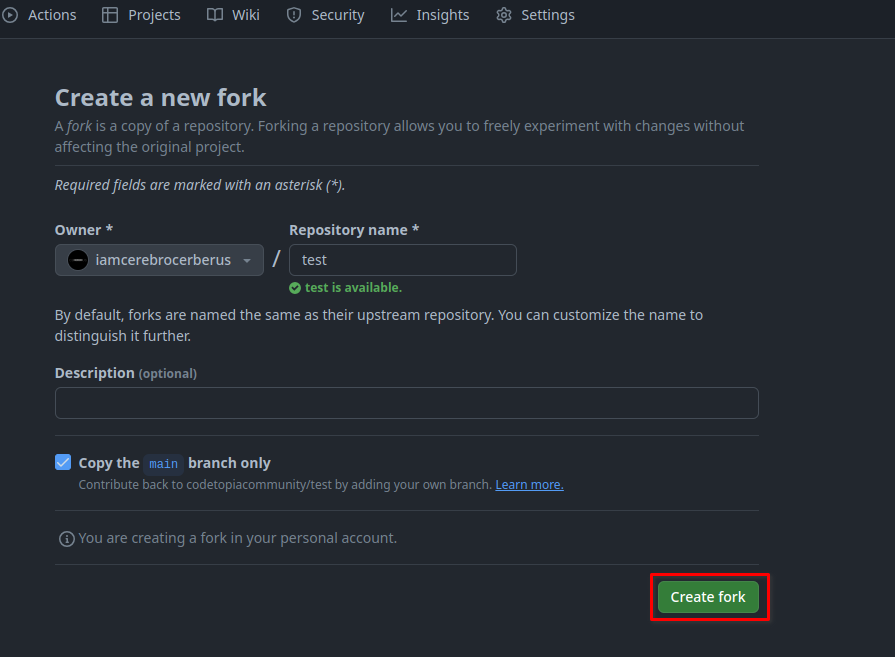 Actions Projects Wiki Security Insights Settings
Create a new fork
A fork is a copy of a repository. Forking a repository allows you to freely experiment with changes without
affecting the original project.
Required fields are marked with an asterisk (*).
Owner * Repository name *
iamcerebrocerberus / test
test is available.
By default, forks are named the same as their upstream repository. You can customize the name to
distinguish it further.
Description (optional)
Copy the main branch only
Contribute back to codetopiacommunity/test by adding your own branch. Learn more.
You are creating a fork in your personal account.
Create fork